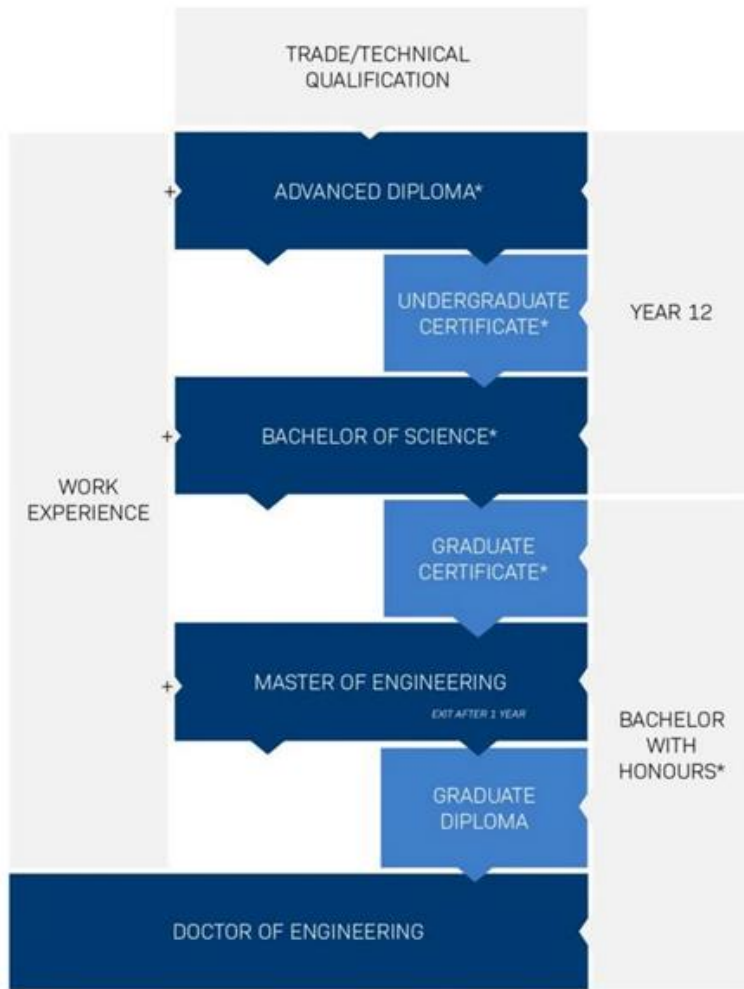 TRADE/TECHNICAL
QUALIFICATION
+
ADVANCED DIPLOMA*
UNDERGRADUATE
CERTIFICATE*
YEAR 12
+
BACHELOR OF SCIENCE*
WORK
EXPERIENCE
GRADUATE
CERTIFICATE*
+
MASTER OF ENGINEERING
EXIT AFTER 1 YEAR
BACHELOR
WITH
HONOURS*
GRADUATE
DIPLOMA
DOCTOR OF ENGINEERING